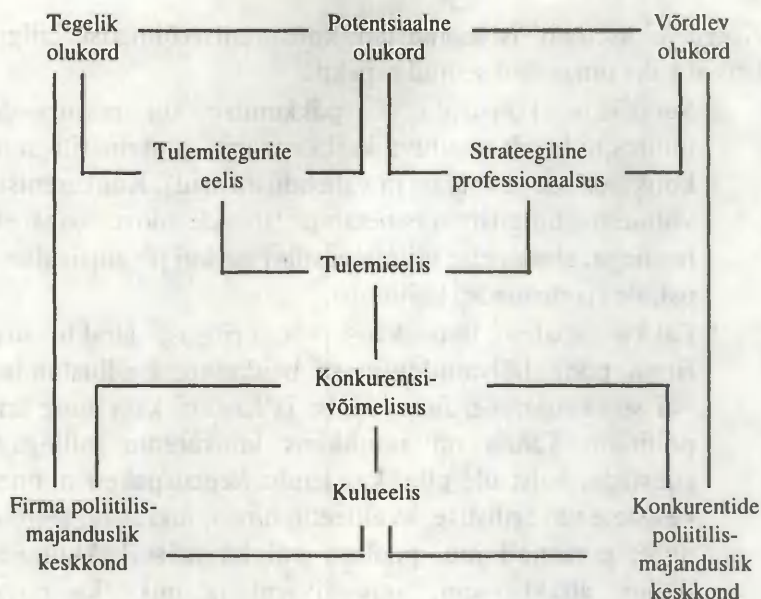 Tegelik
olukord
Potentsiaalne
olukord
Võrdlev
olukord
Tulemitegurite
eelis
Strateegiline
professionaalsus
Tulemieelis
Konkurentsi-
võimelisus
Firma poliitilis-
majanduslik
keskkond
Kulueelis
Konkurentide
poliitilis-
majanduslik
keskkond